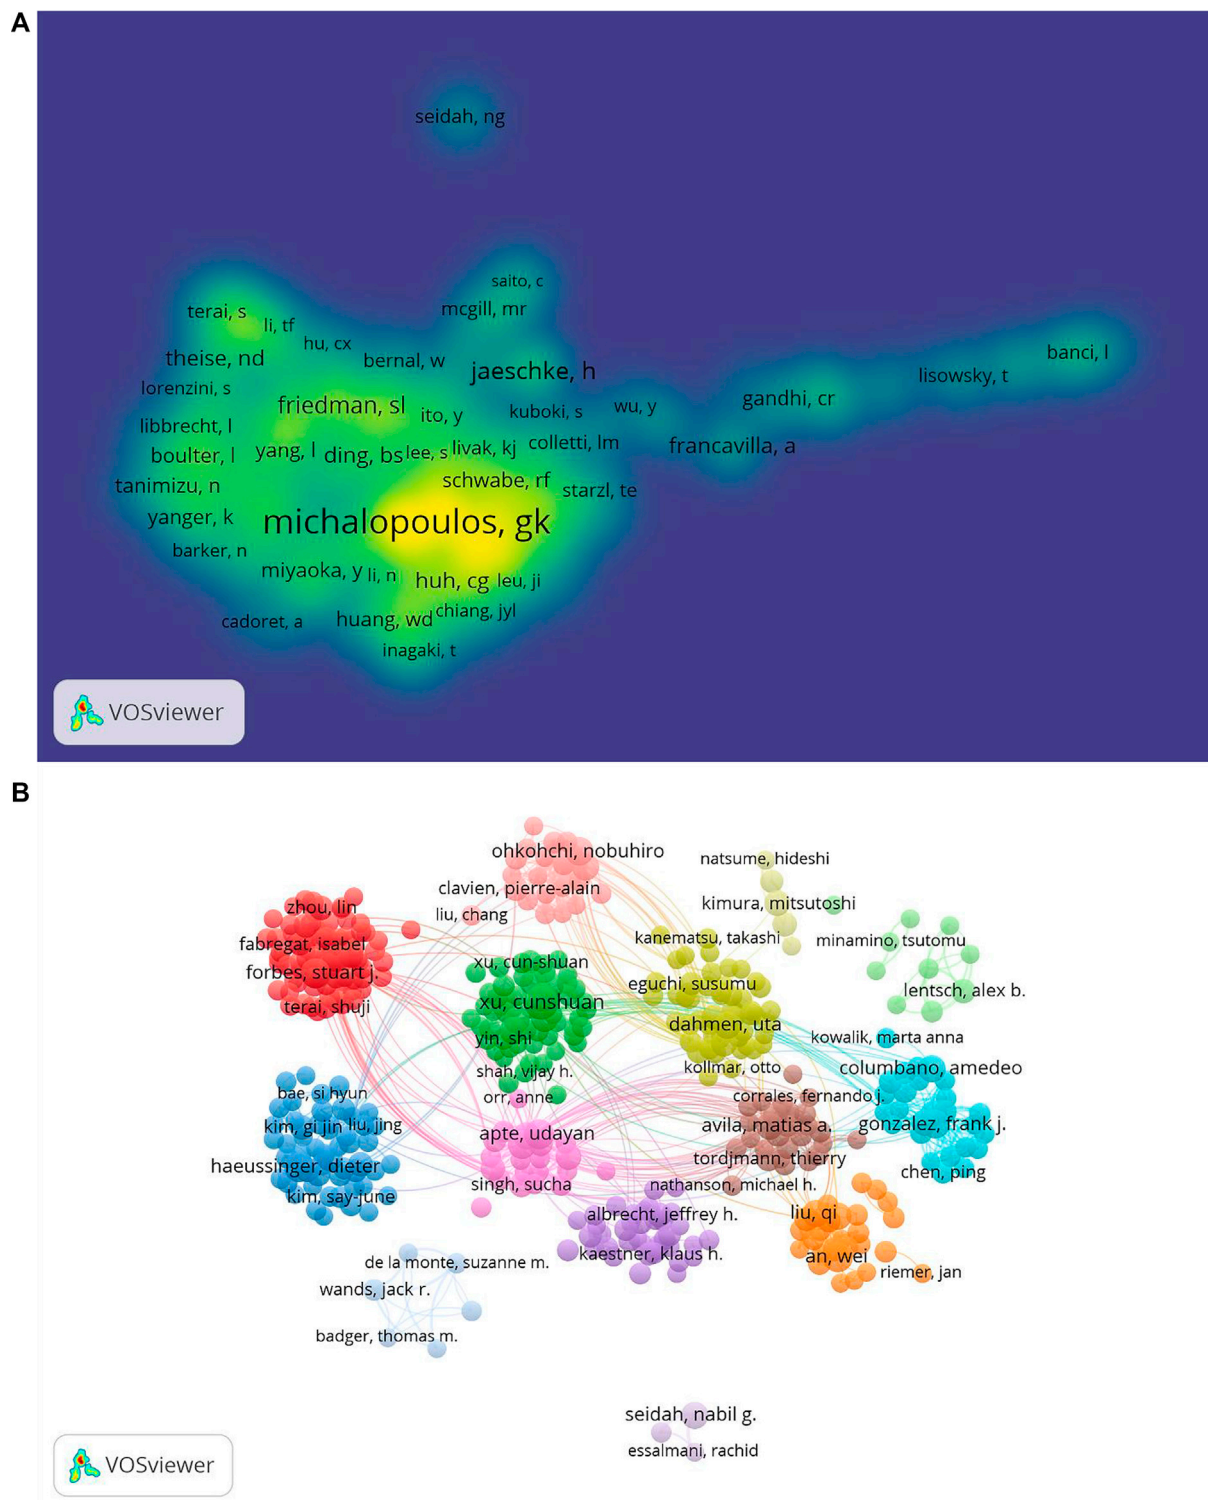 A
seidah, ng
saito, c
mcgill, mr
terai, s
li, tf
hu, cx
bernal, w
theise, nd
jaeschke, h
banci, l
lisowsky, t
lorenzini, s
gandhi, cr
friedman, sl
ito, y
kuboki, s
wu, y
libbrecht, l
boulter, l
yang, l
ding, bs
lee, s
livak, kj
colletti, lm
francavilla, a
tanimizu, n
schwabe, rf
starzl, te
yanger, k
michalopoulos, gk
barker, n
miyaoka, y
li, n
huh, cg
leu, ji
cadoret, a
huang, wd
chiang, jyl
inagaki, t
VOSviewer
B
ohkohchi, nobuhiro
natsume, hideshi
clavien, pierre-alain
zhou, lin
liu, chang
kimura, mitsutoshi
fabregat, isabel
kanematsu, takashi
minamino, tsutomu
forbes, stuart j.
xu, cun-shuan
eguchi, susumu
lentsch, alex b.
terai, shuji
xu, cunshuan
dahmen, uta
yin, shi
kowalik, marta anna
shah, vijay h.
kollmar, otto
columbano, amedeo
bae, si hyun
orr, anne
corrales, fernando j.
kim, gi jin
liu, jing
apte, udayan
avila, matias a.
gonzalez, frank j.
haeussinger, dieter
tordjmann, thierry
chen, ping
kim, say-june
singh, sucha
nathanson, michael h.
albrecht, jeffrey h.
liu, qi
kaestner, klaus h.
an, wei
riemer, jan
de la monte, suzanne m.
wands, jack r.
badger, thomas m.
seidah, nabil g.
essalmani, rachid
VOSviewer